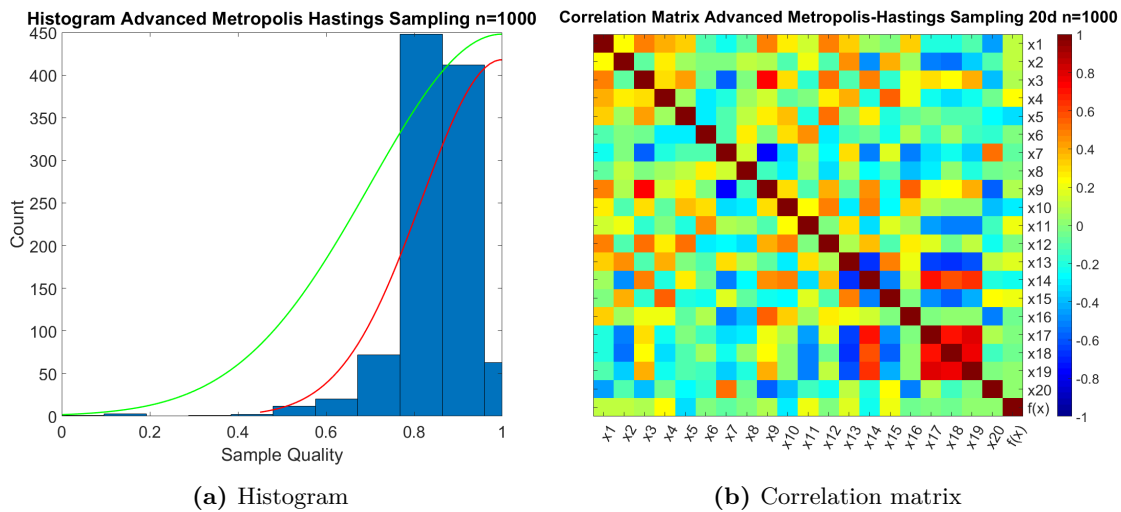 Histogram Advanced Metropolis Hastings Sampling n=1000
450
400
350
300
250
200
150
100
50
0
Count
0 0.2 0.4 0.6 0.8 1
Sample Quality
(a) Histogram
Correlation Matrix Advanced Metropolis-Hastings Sampling 20d n=1000
x1
x2
x3
x4
x5
x6
x7
x8
x9
x10
x11
x12
x13
x14
x15
x16
x17
x18
x19
x20
f(x)
x1 x2 x3 x4 x5 x6 x7 x8 x9 x10 x11 x12 x13 x14 x15 x16 x17 x18 x19 x20 f(x)
1
0.8
0.6
0.4
0.2
0
-0.2
-0.4
-0.6
-0.8
-1
(b) Correlation matrix